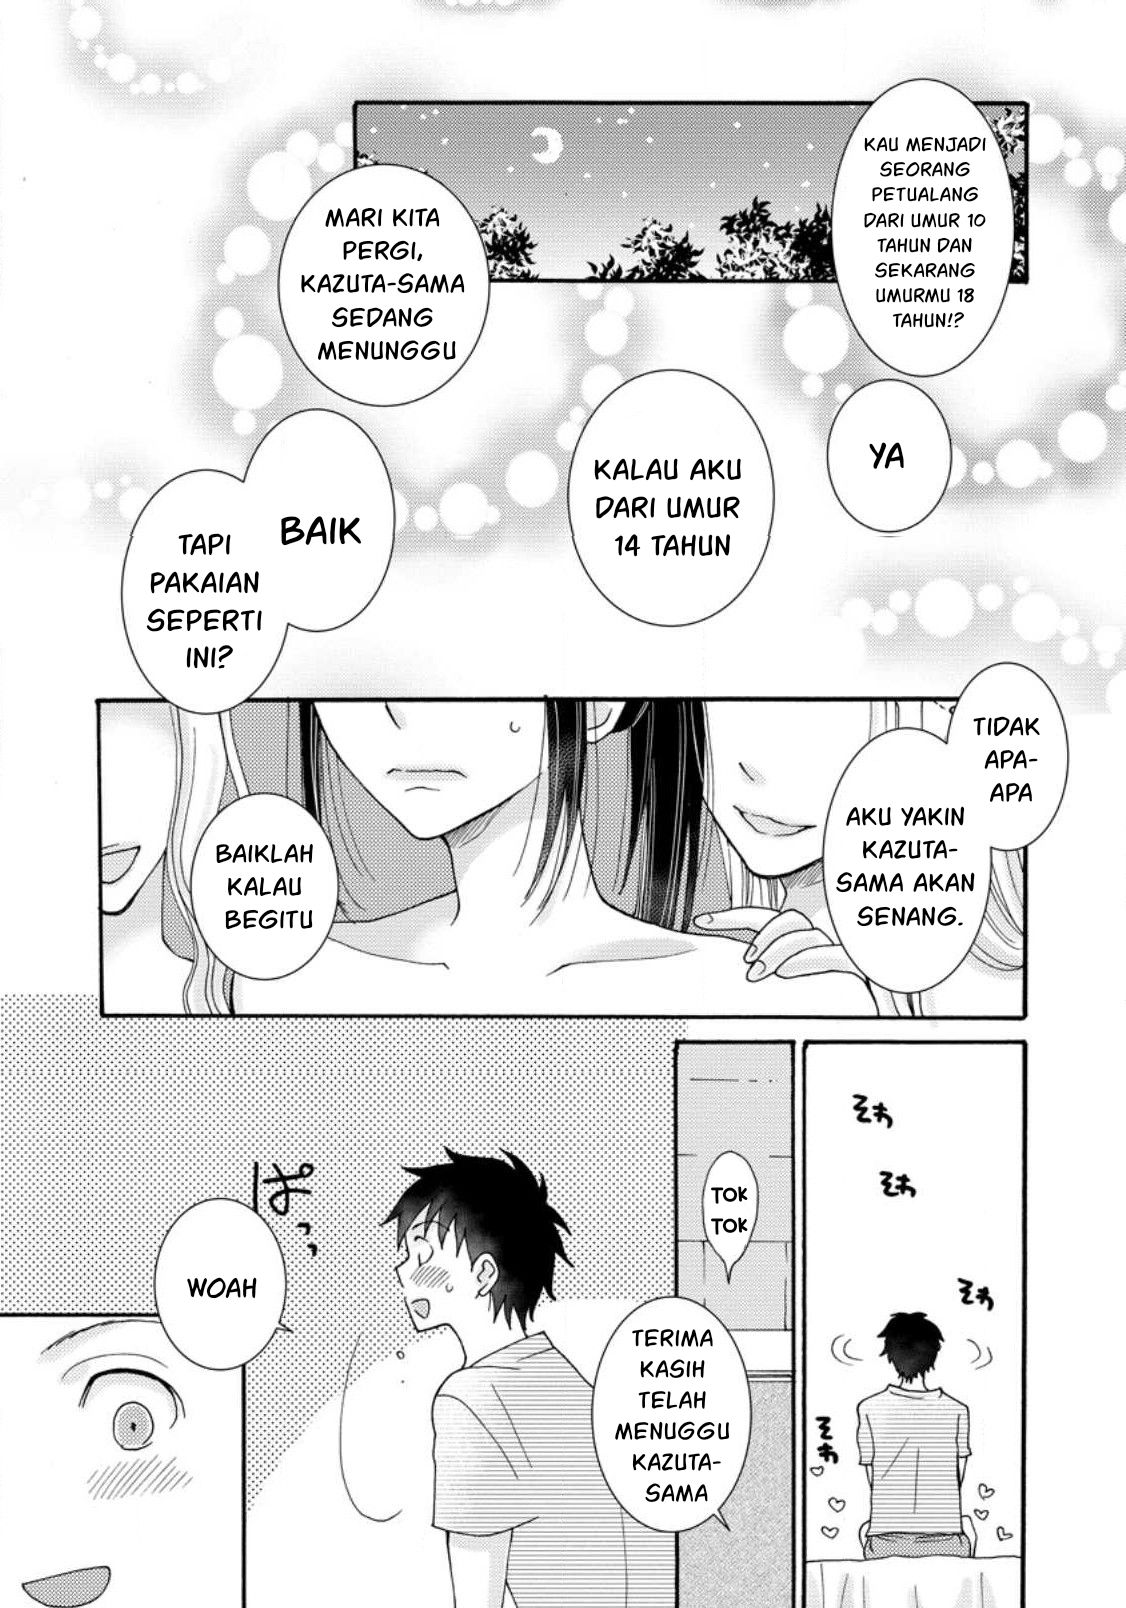 KAU MENJADI
SEORANG
PETUALANG
DARI UMUR 10
TAHUN DAN
SEKARANG
UMURMU 18
TAHUN!?
YA
KALAU AKU
DARI UMUR
14 TAHUN
MARI KITA
PERGI,
KAZUTA-SAMA
SEDANG
MENUNGGU
BAIK
TAPI
PAKAIAN
SEPERTI
INI?
TIDAK
APA-
APA
AKU YAKIN
KAZUTA-
SAMA AKAN
SENANG.
BAIKLAH
KALAU
BEGITU
そわ
そわ
そわ
そわ
TOK
TOK
TERIMA
KASIH
TELAH
MENUGGU
KAZUTA-
SAMA
ぱっっ
WOAH